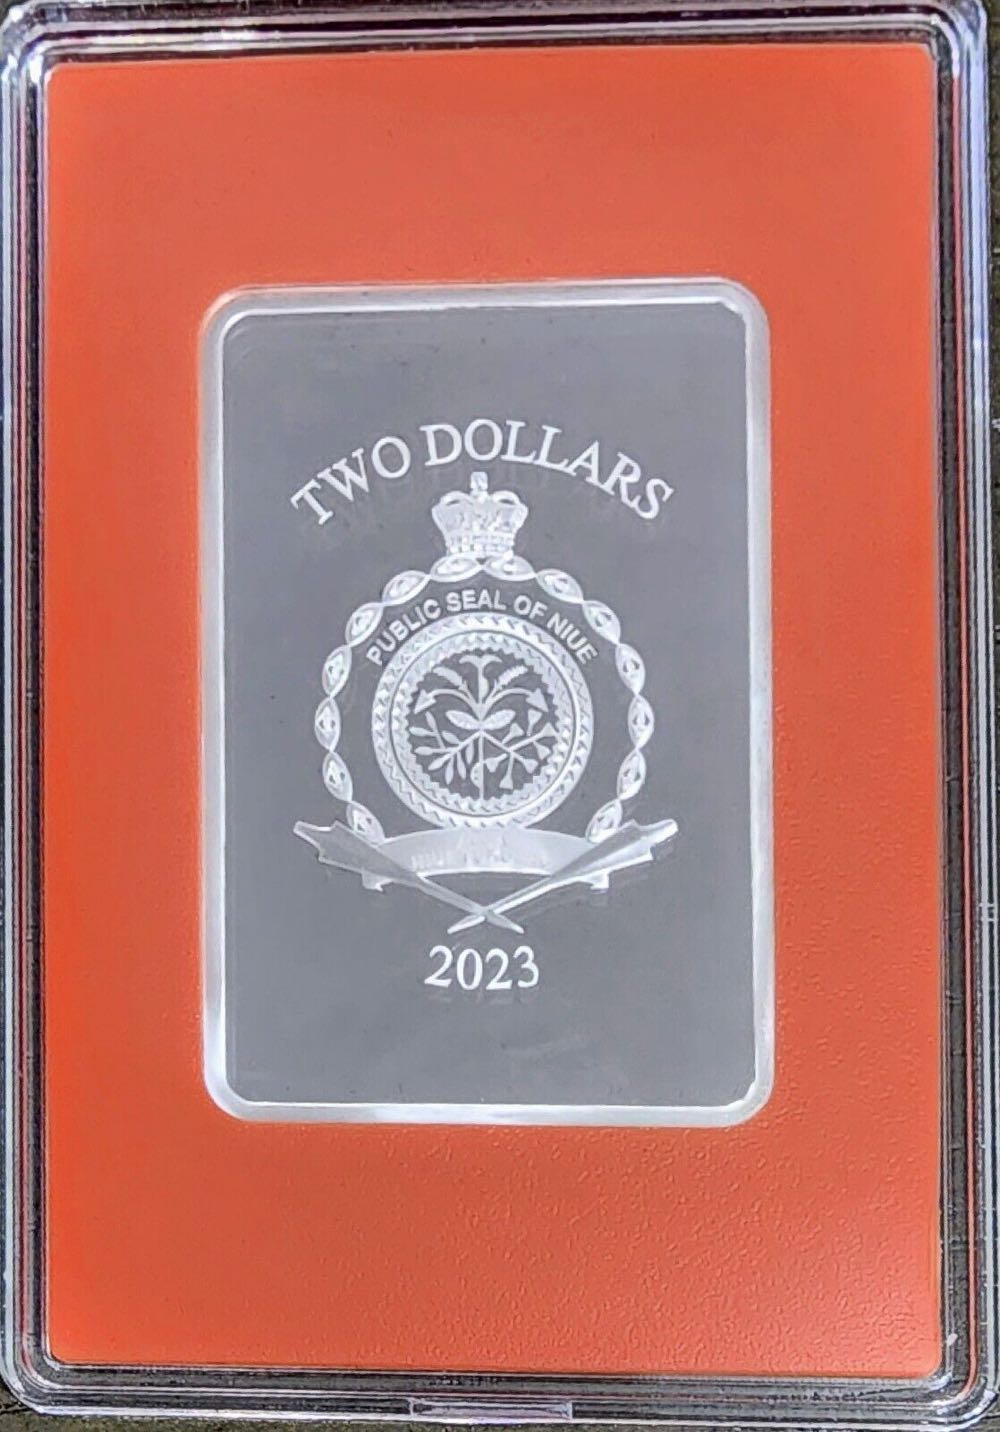 TWO DOLLARS
PUBLIC SEAL OF NIUE
2023